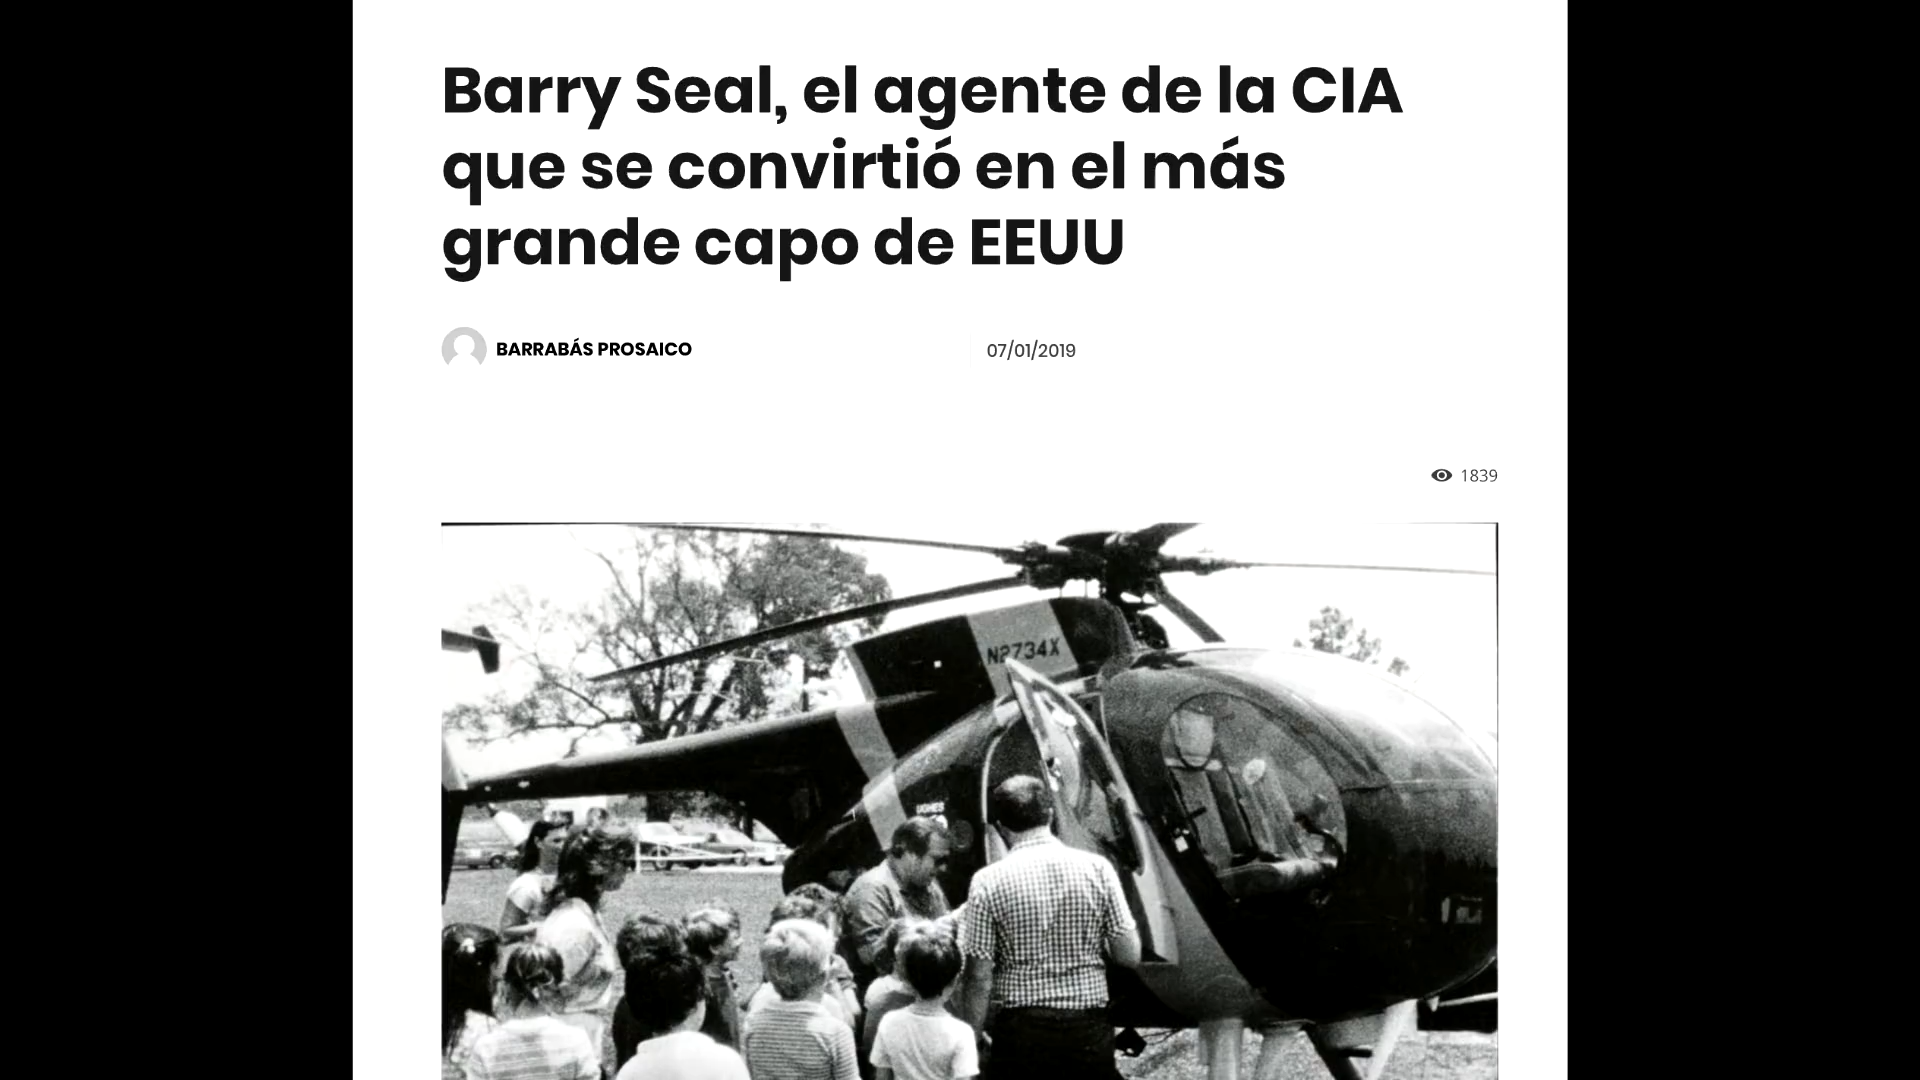 Barry Seal, el agente de la CIA
que se convirtió en el más
grande capo de EEUU
BARRABÁS PROSAICO
07/01/2019
1839
N2734X